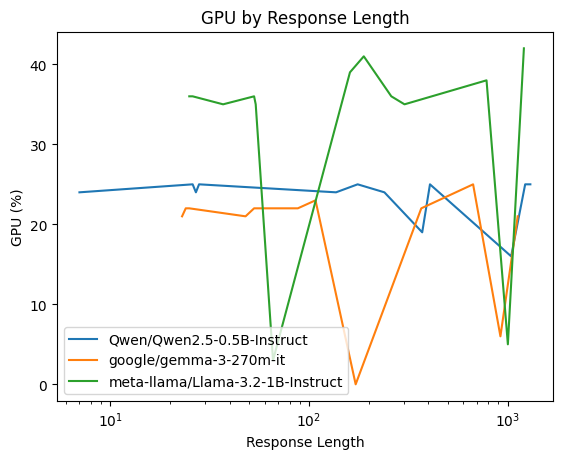 GPU by Response Length
GPU (%)
40
30
20
10
0
Qwen/Qwen2.5-0.5B-Instruct
google/gemma-3-270m-it
meta-llama/Llama-3.2-1B-Instruct
10¹
10²
10³
Response Length